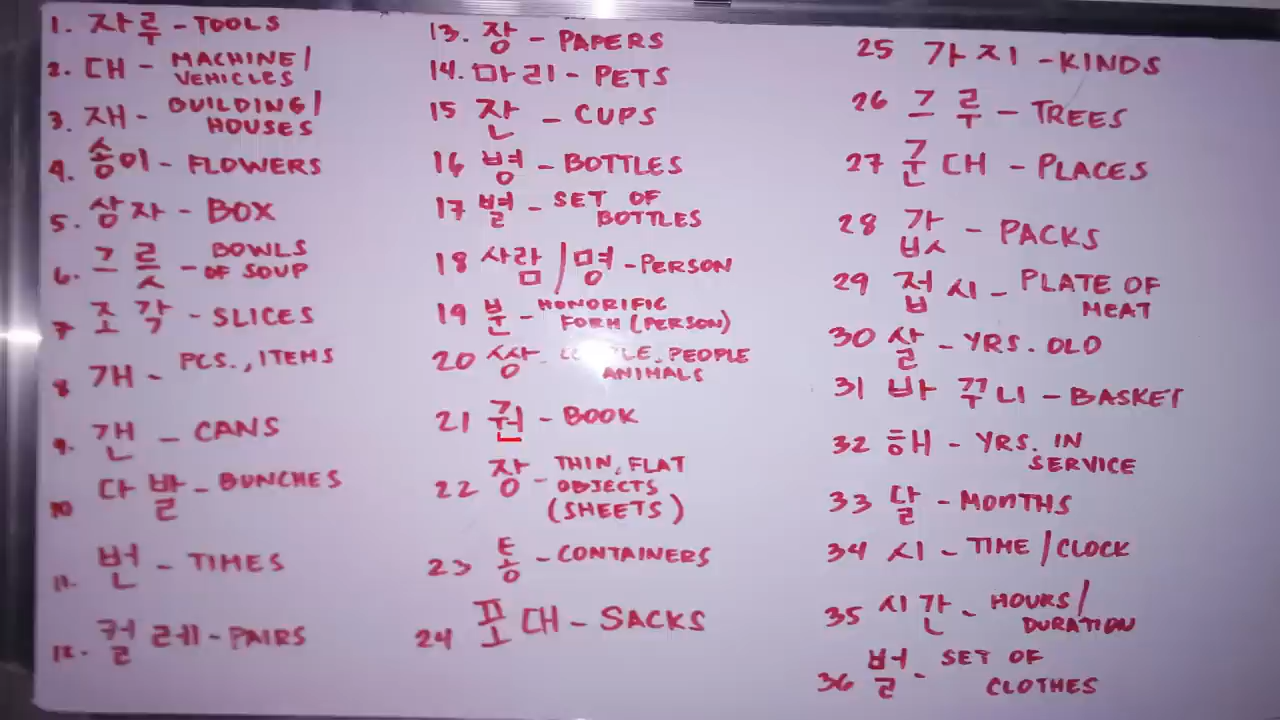 1. 자루 - TOOLS
2. 대 - MACHINE/
VEHICLES
3. 재 - BUILDING/
HOUSES
4. 송이 - FLOWERS
5. 삼자 - BOX
6. 그릇 - BOWLS
OF SOUP
7 조각 - SLICES
8 개 - PCS., ITEMS
9. 캔 - CANS
10 다발 - BUNCHES
11. 번 - TIMES
12. 켤레 - PAIRS
13. 장 - PAPERS
14. 마리 - PETS
15 잔 - CUPS
16 병 - BOTTLES
17 별 - SET OF
BOTTLES
18 사람/명 - PERSON
19 분 - HONORIFIC
FORM (PERSON)
20 쌍 - PEOPLE
ANIMALS
21 권 - BOOK
22 장 - THIN, FLAT
OBJECTS
(SHEETS)
23 통 - CONTAINERS
24 포대 - SACKS
25 가지 - KINDS
26 그루 - TREES
27 군대 - PLACES
28 값 - PACKS
29 접시 - PLATE OF
MEAT
30 살 - YRS. OLD
31 바꾸니 - BASKET
32 해 - YRS. IN
SERVICE
33 달 - MONTHS
34 시 - TIME/CLOCK
35 시간 - HOURS/
DURATION
36 벌 - SET OF
CLOTHES